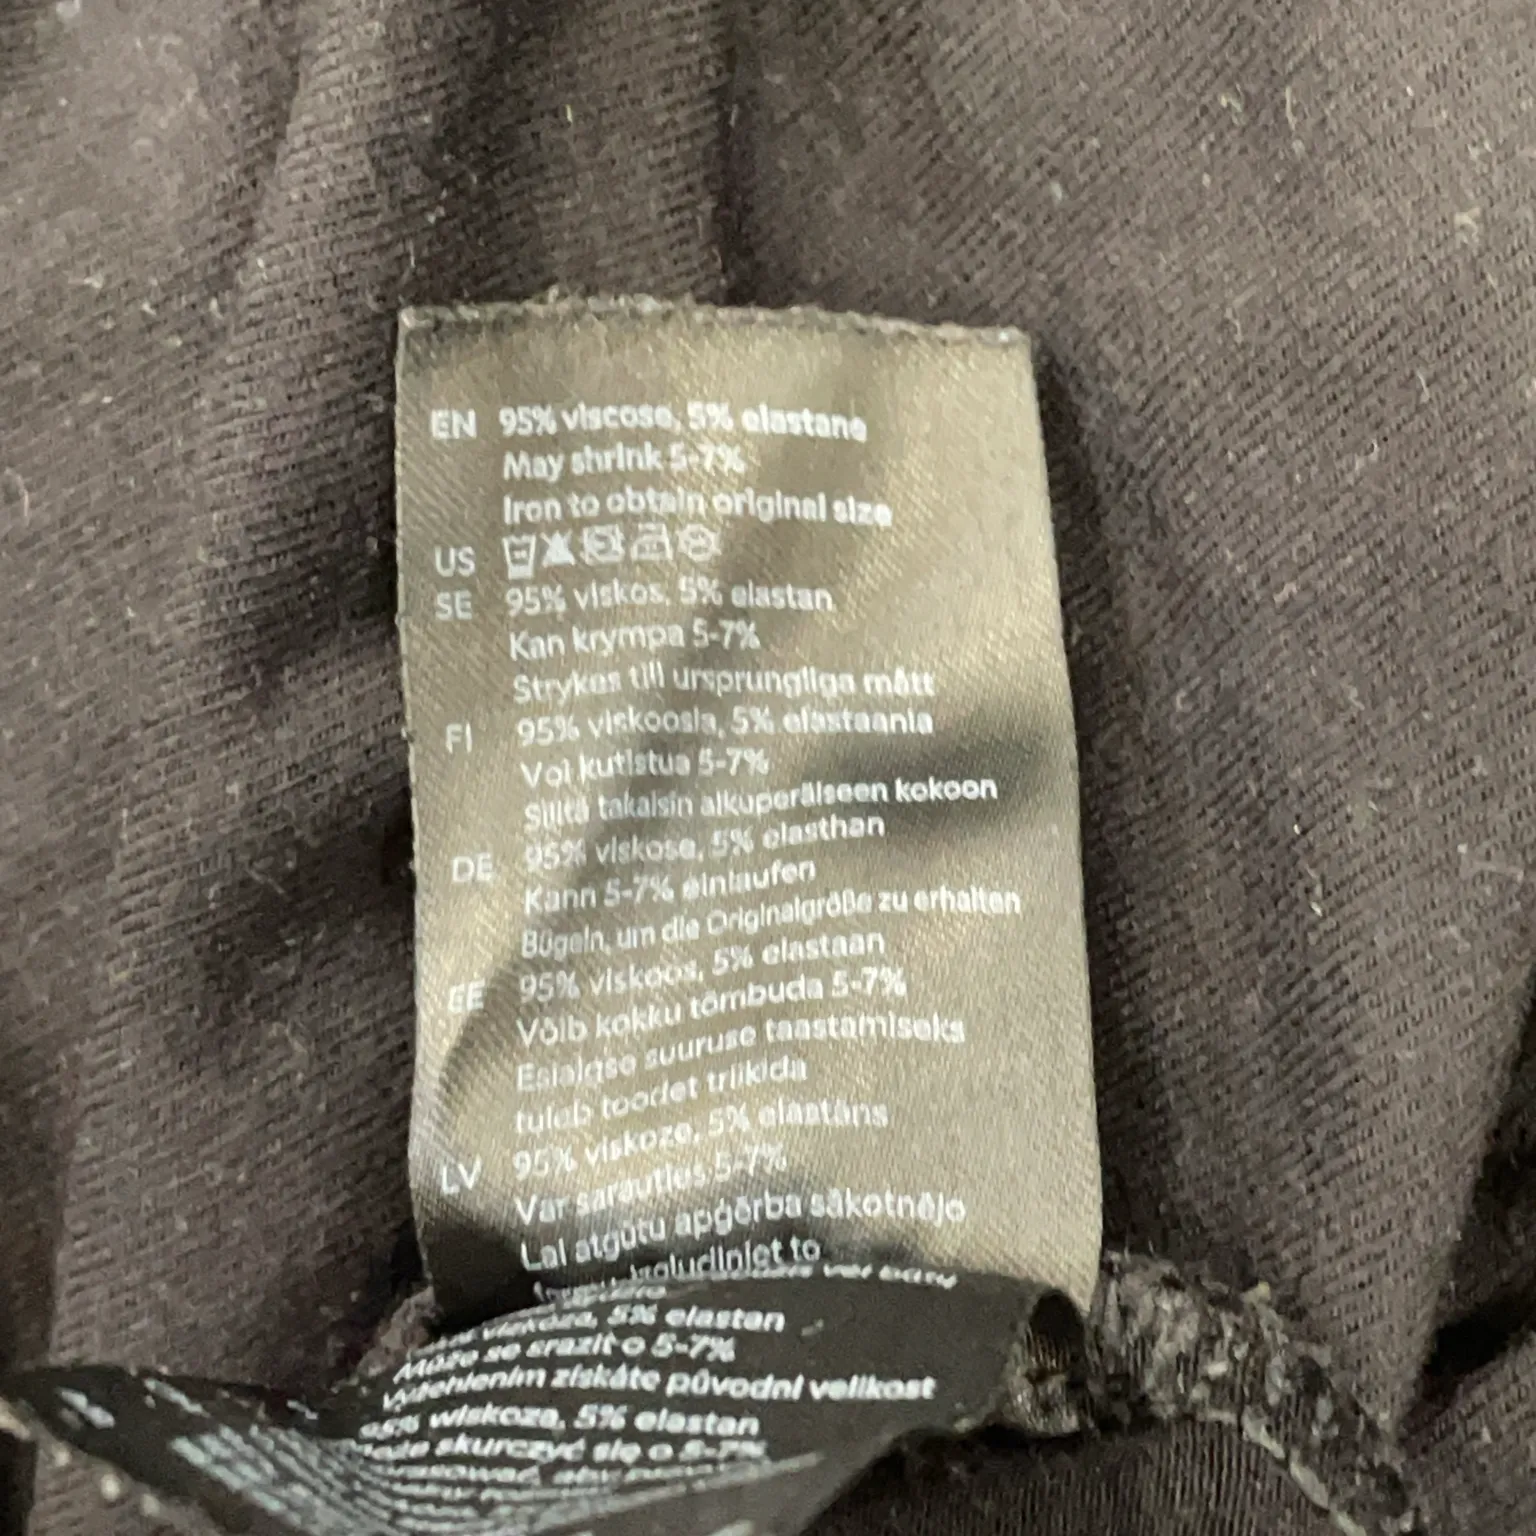 EN 95% viscose, 5% elastane
May shrink 5-7%
Iron to obtain original size
US
SE 95% viskos, 5% elastan
Kan krympa 5-7%
Strykes till ursprungliga mått
FI 95% viskoosia, 5% elastaania
Voi kutistua 5-7%
Silitä takaisin alkuperäiseen kokoon
DE 95% viskose, 5% elasthan
Kann 5-7% einlaufen
Bügeln, um die Originalgröße zu erhalten
EE 95% viskoos, 5% elastaan
Võib kokku tõmbuda 5-7%
Esialgse suuruse taastamiseks
tuleb toodet triikida
LV 95% viskoze, 5% elastāns
Var sarauties 5-7%
Lai atgūtu apģērba sākotnējo
izgludiniet to
viskóza, 5% elastan
Může se srazit o 5-7%
Vyžehlením získáte původní velikost
95% wiskoza, 5% elastan
skurczyć się o 5-7%